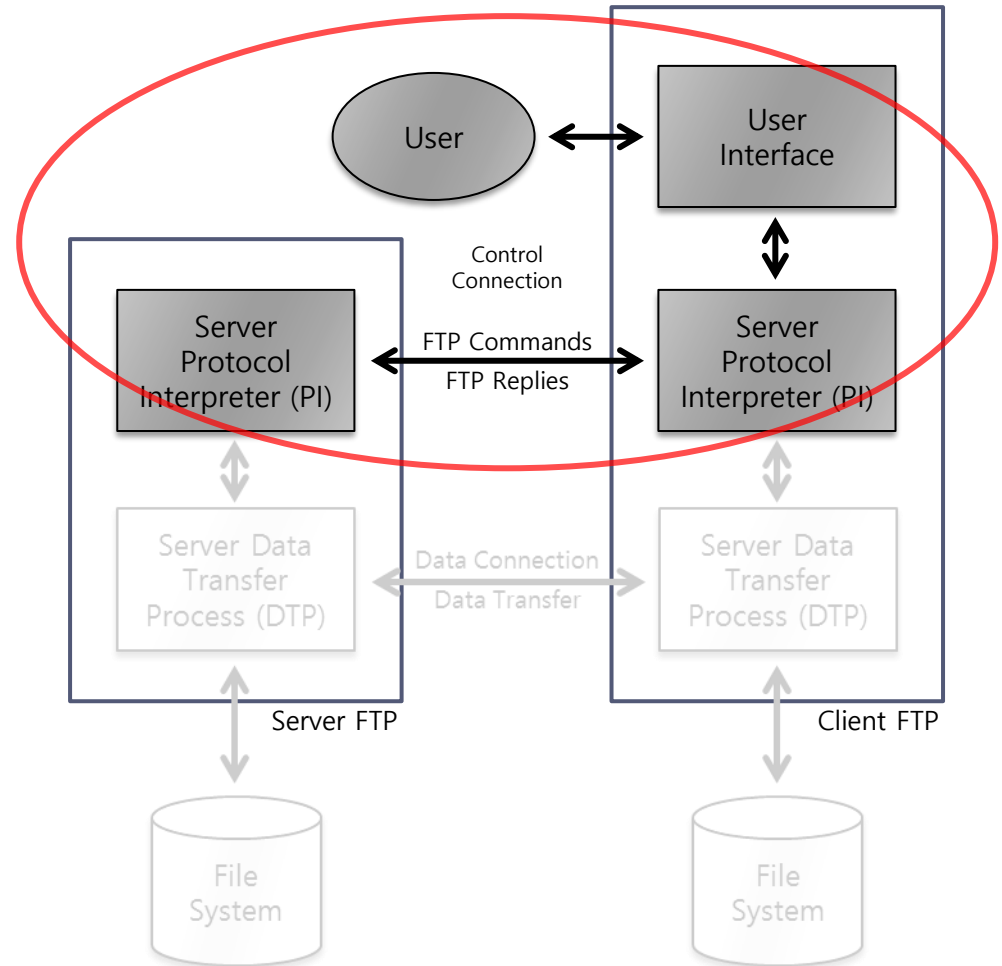 User
User
Interface
Control
Connection
Server
Protocol
Interpreter (PI)
FTP Commands
FTP Replies
Server
Protocol
Interpreter (PI)
Server Data
Transfer
Process (DTP)
Data Connection
Data Transfer
Server Data
Transfer
Process (DTP)
Server FTP
Client FTP
File
System
File
System